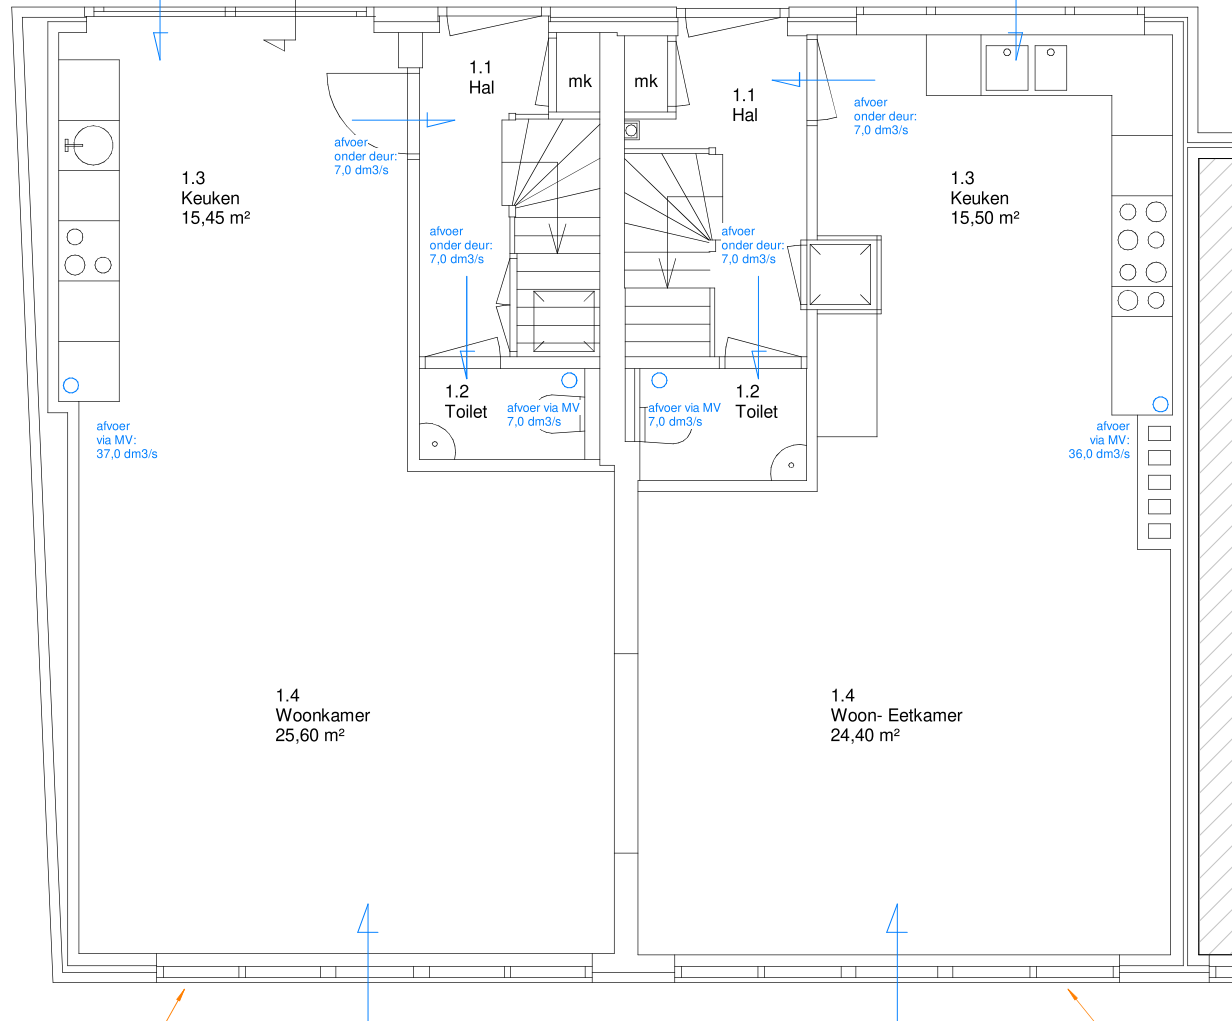 1.1
Hal
mk
mk
1.1
Hal
afvoer
onder deur:
7,0 dm3/s
afvoer
onder deur:
7,0 dm3/s
1.3
Keuken
15,45 m²
1.3
Keuken
15,50 m²
afvoer
onder deur:
7,0 dm3/s
afvoer
onder deur:
7,0 dm3/s
1.2
Toilet
afvoer via MV
7,0 dm3/s
afvoer via MV
7,0 dm3/s
1.2
Toilet
afvoer
via MV:
37,0 dm3/s
afvoer
via MV:
36,0 dm3/s
1.4
Woonkamer
25,60 m²
1.4
Woon- Eetkamer
24,40 m²